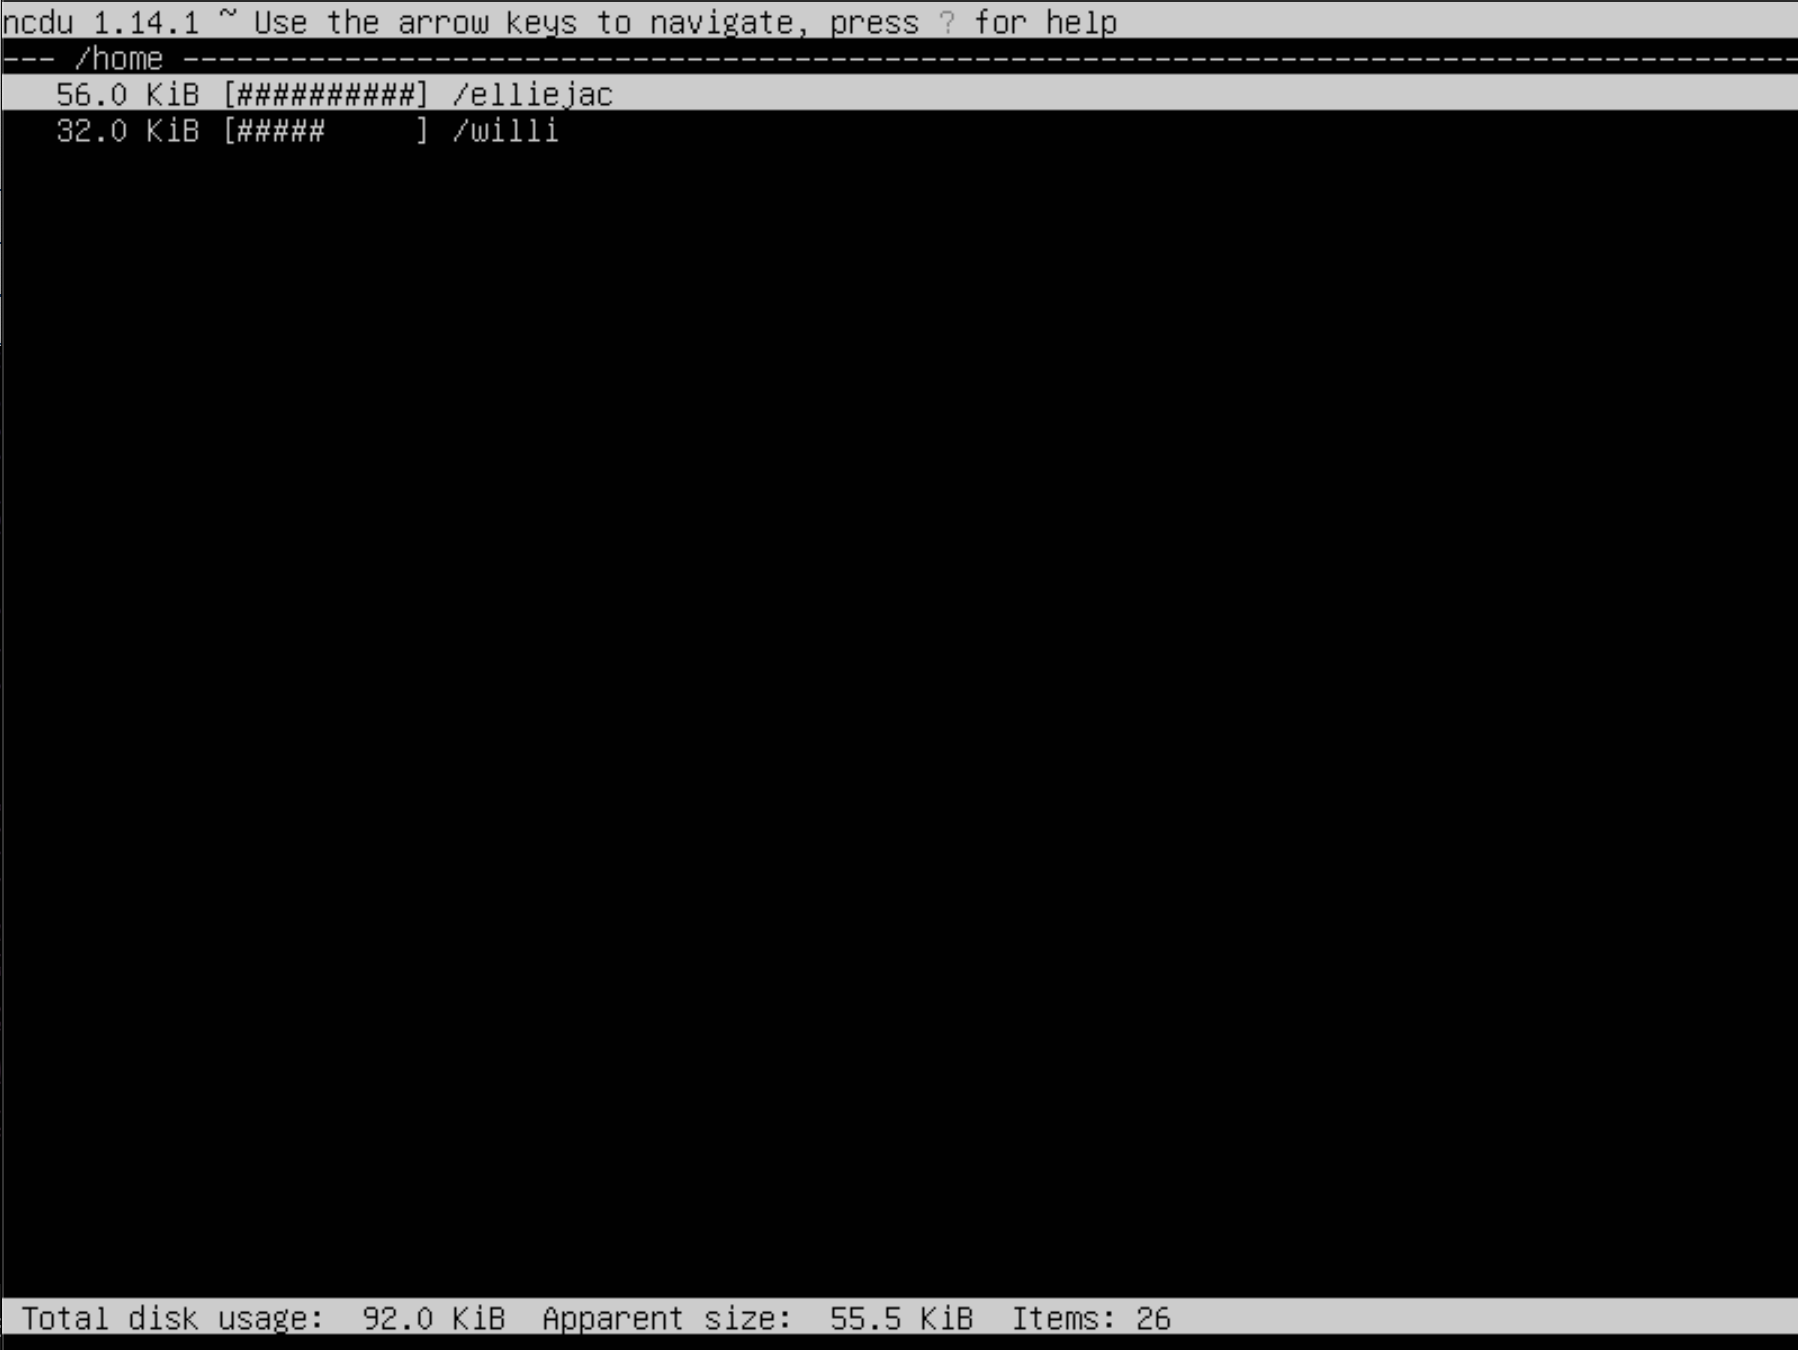 ncdu 1.14.1 ~ Use the arrow keys to navigate, press ? for help
--- /home ------------------------------------------------------------------------------------------
   56.0 KiB [##########] /elliejac
   32.0 KiB [#####     ] /willi
 Total disk usage:  92.0 KiB  Apparent size:  55.5 KiB  Items: 26